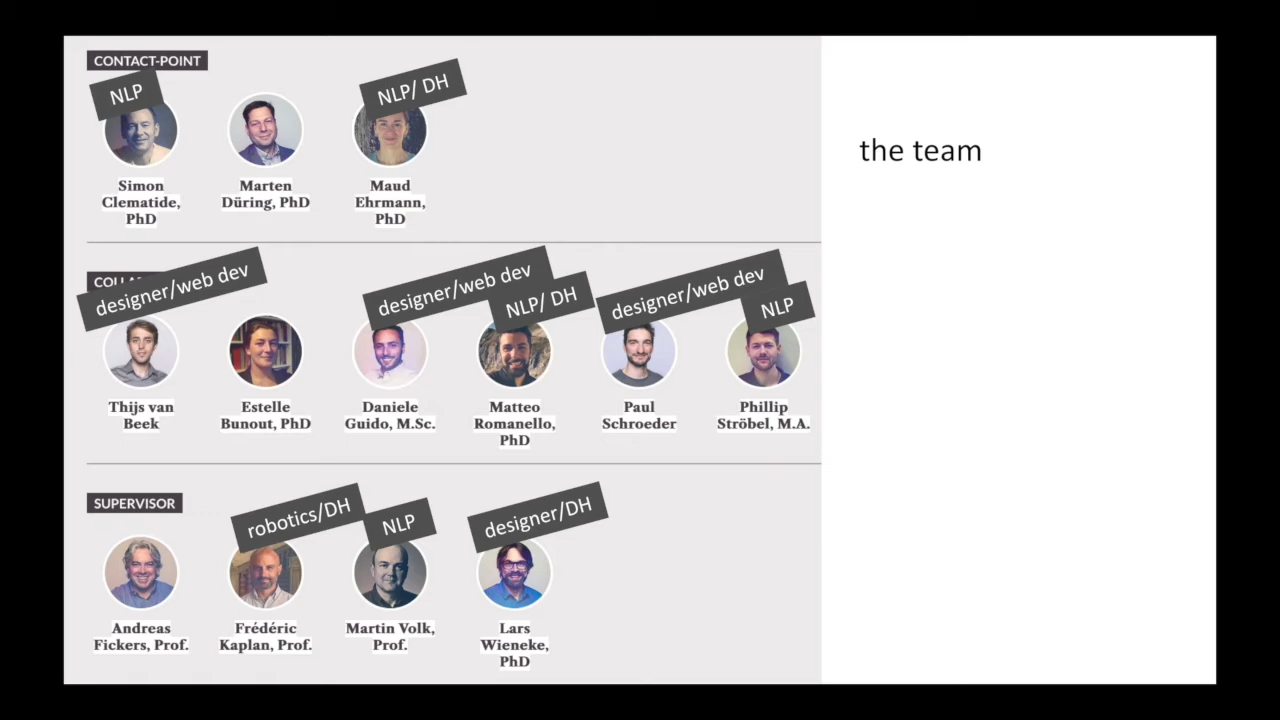 CONTACT-POINT
NLP
NLP/ DH
Simon
Clematide,
PhD
Marten
Düring, PhD
Maud
Ehrmann,
PhD
the team
designer/web dev
designer/web dev
NLP/ DH
designer/web dev
NLP
Thijs van
Beek
Estelle
Bunout, PhD
Daniele
Guido, M.Sc.
Matteo
Romanello,
PhD
Paul
Schroeder
Phillip
Ströbel, M.A.
SUPERVISOR
robotics/DH
NLP
designer/DH
Andreas
Fickers, Prof.
Frédéric
Kaplan, Prof.
Martin Volk,
Prof.
Lars
Wieneke,
PhD